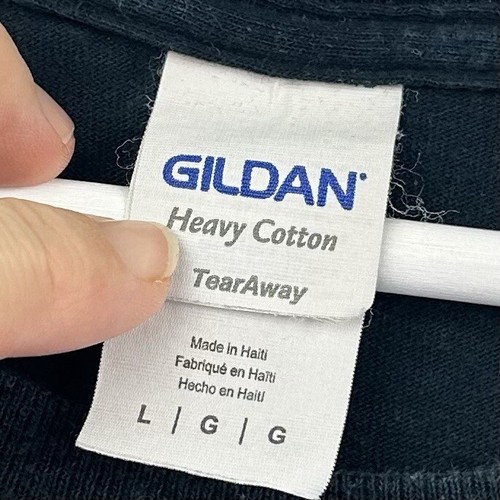 GILDAN
Heavy Cotton
TearAway
Made in Haiti
Fabriqué en Haïti
Hecho en Haití
L | G | G